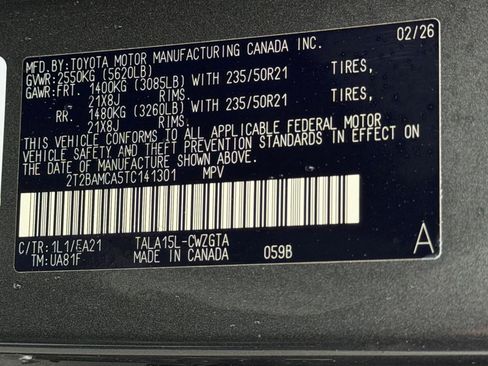 MFD.BY:TOYOTA MOTOR MANUFACTURING CANADA INC. 02/26
GVWR:2550KG (5620LB)
GAWR:FRT. 1400KG (3085LB) WITH 235/50R21 TIRES,
21X8J RIMS,
RR. 1480KG (3260LB) WITH 235/50R21 TIRES,
21X8J RIMS.
THIS VEHICLE CONFORMS TO ALL APPLICABLE FEDERAL MOTOR
VEHICLE SAFETY AND THEFT PREVENTION STANDARDS IN EFFECT ON
THE DATE OF MANUFACTURE SHOWN ABOVE.
2T2BAMCA5TC141301 MPV
C/TR:1L1/EA21 TALA15L-CWZGTA A
TM:UA81F MADE IN CANADA 059B